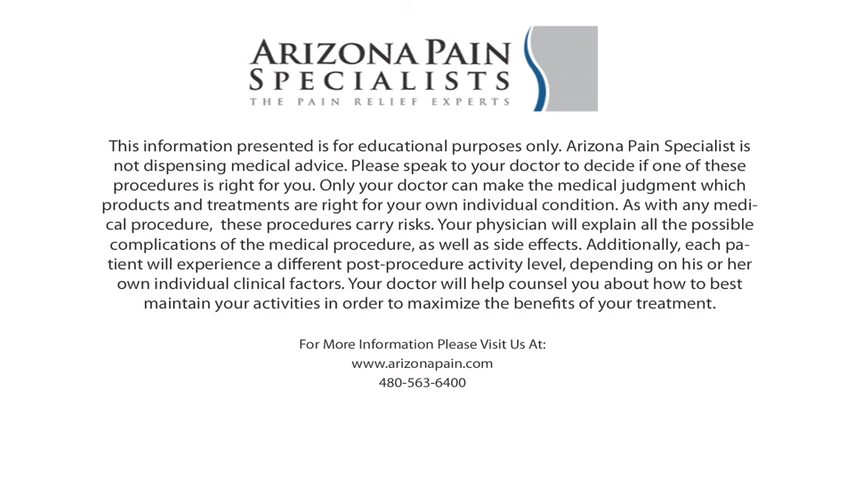 ARIZONA PAIN
SPECIALISTS
THE PAIN RELIEF EXPERTS
This information presented is for educational purposes only. Arizona Pain Specialist is
not dispensing medical advice. Please speak to your doctor to decide if one of these
procedures is right for you. Only your doctor can make the medical judgment which
products and treatments are right for your own individual condition. As with any medi-
cal procedure,  these procedures carry risks. Your physician will explain all the possible
complications of the medical procedure, as well as side effects. Additionally, each pa-
tient will experience a different post-procedure activity level, depending on his or her
own individual clinical factors. Your doctor will help counsel you about how to best
maintain your activities in order to maximize the benefits of your treatment.
For More Information Please Visit Us At:
www.arizonapain.com
480-563-6400